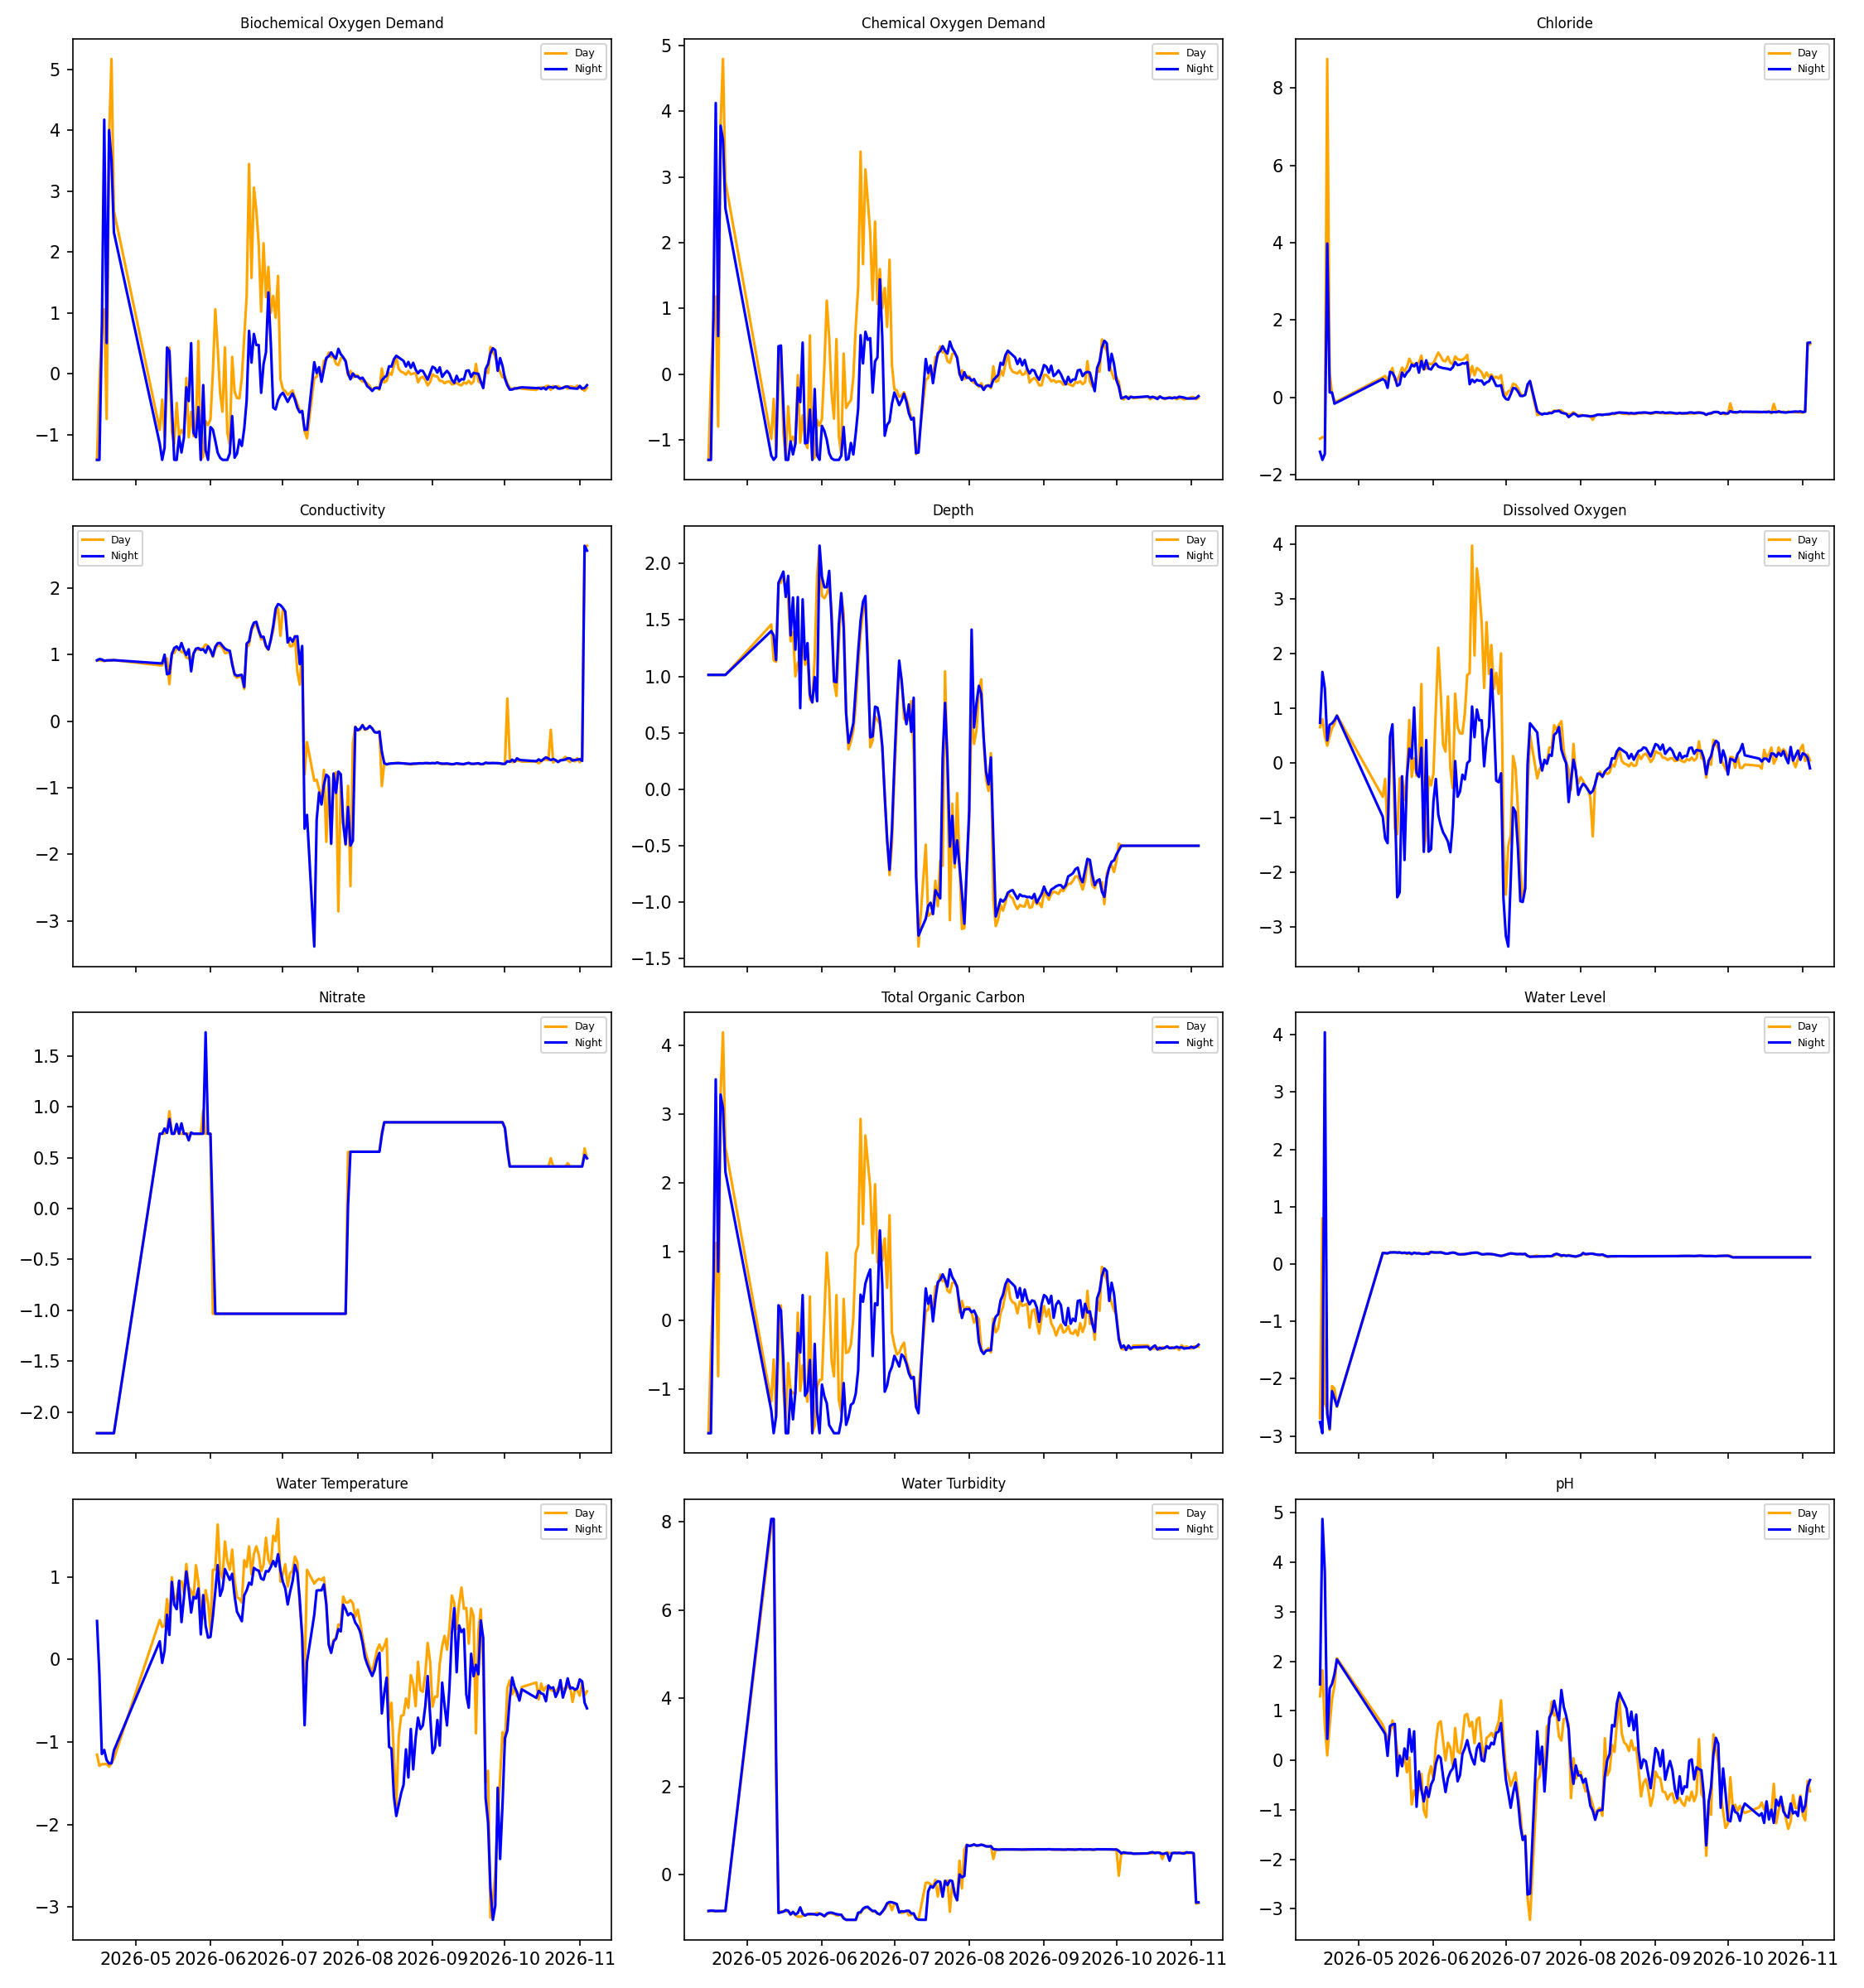 Biochemical Oxygen Demand
5
4
3
2
1
0
−1
Day
Night
Chemical Oxygen Demand
5
4
3
2
1
0
−1
Day
Night
Chloride
8
6
4
2
0
−2
Day
Night
Conductivity
2
1
0
−1
−2
−3
Day
Night
Depth
2.0
1.5
1.0
0.5
0.0
−0.5
−1.0
−1.5
Day
Night
Dissolved Oxygen
4
3
2
1
0
−1
−2
−3
Day
Night
Nitrate
1.5
1.0
0.5
0.0
−0.5
−1.0
−1.5
−2.0
Day
Night
Total Organic Carbon
4
3
2
1
0
−1
Day
Night
Water Level
4
3
2
1
0
−1
−2
−3
Day
Night
Water Temperature
1
0
−1
−2
−3
Day
Night
2026-05 2026-06 2026-07 2026-08 2026-09 2026-10 2026-11
Water Turbidity
8
6
4
2
0
Day
Night
2026-05 2026-06 2026-07 2026-08 2026-09 2026-10 2026-11
pH
5
4
3
2
1
0
−1
−2
−3
Day
Night
2026-05 2026-06 2026-07 2026-08 2026-09 2026-10 2026-11